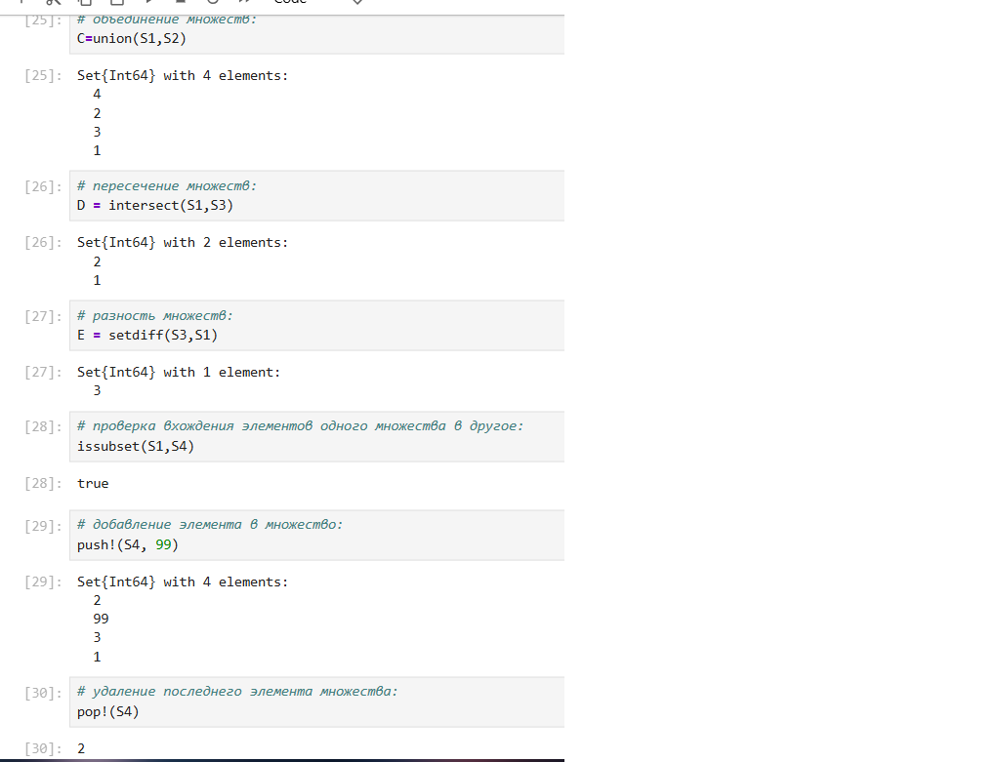 Code
[25]: # объединение множеств:
C=union(S1,S2)
[25]: Set{Int64} with 4 elements:
4
2
3
1
[26]: # пересечение множеств:
D = intersect(S1,S3)
[26]: Set{Int64} with 2 elements:
2
1
[27]: # разность множеств:
E = setdiff(S3,S1)
[27]: Set{Int64} with 1 element:
3
[28]: # проверка вхождения элементов одного множества в другое:
issubset(S1,S4)
[28]: true
[29]: # добавление элемента в множество:
push!(S4, 99)
[29]: Set{Int64} with 4 elements:
2
99
3
1
[30]: # удаление последнего элемента множества:
pop!(S4)
[30]: 2